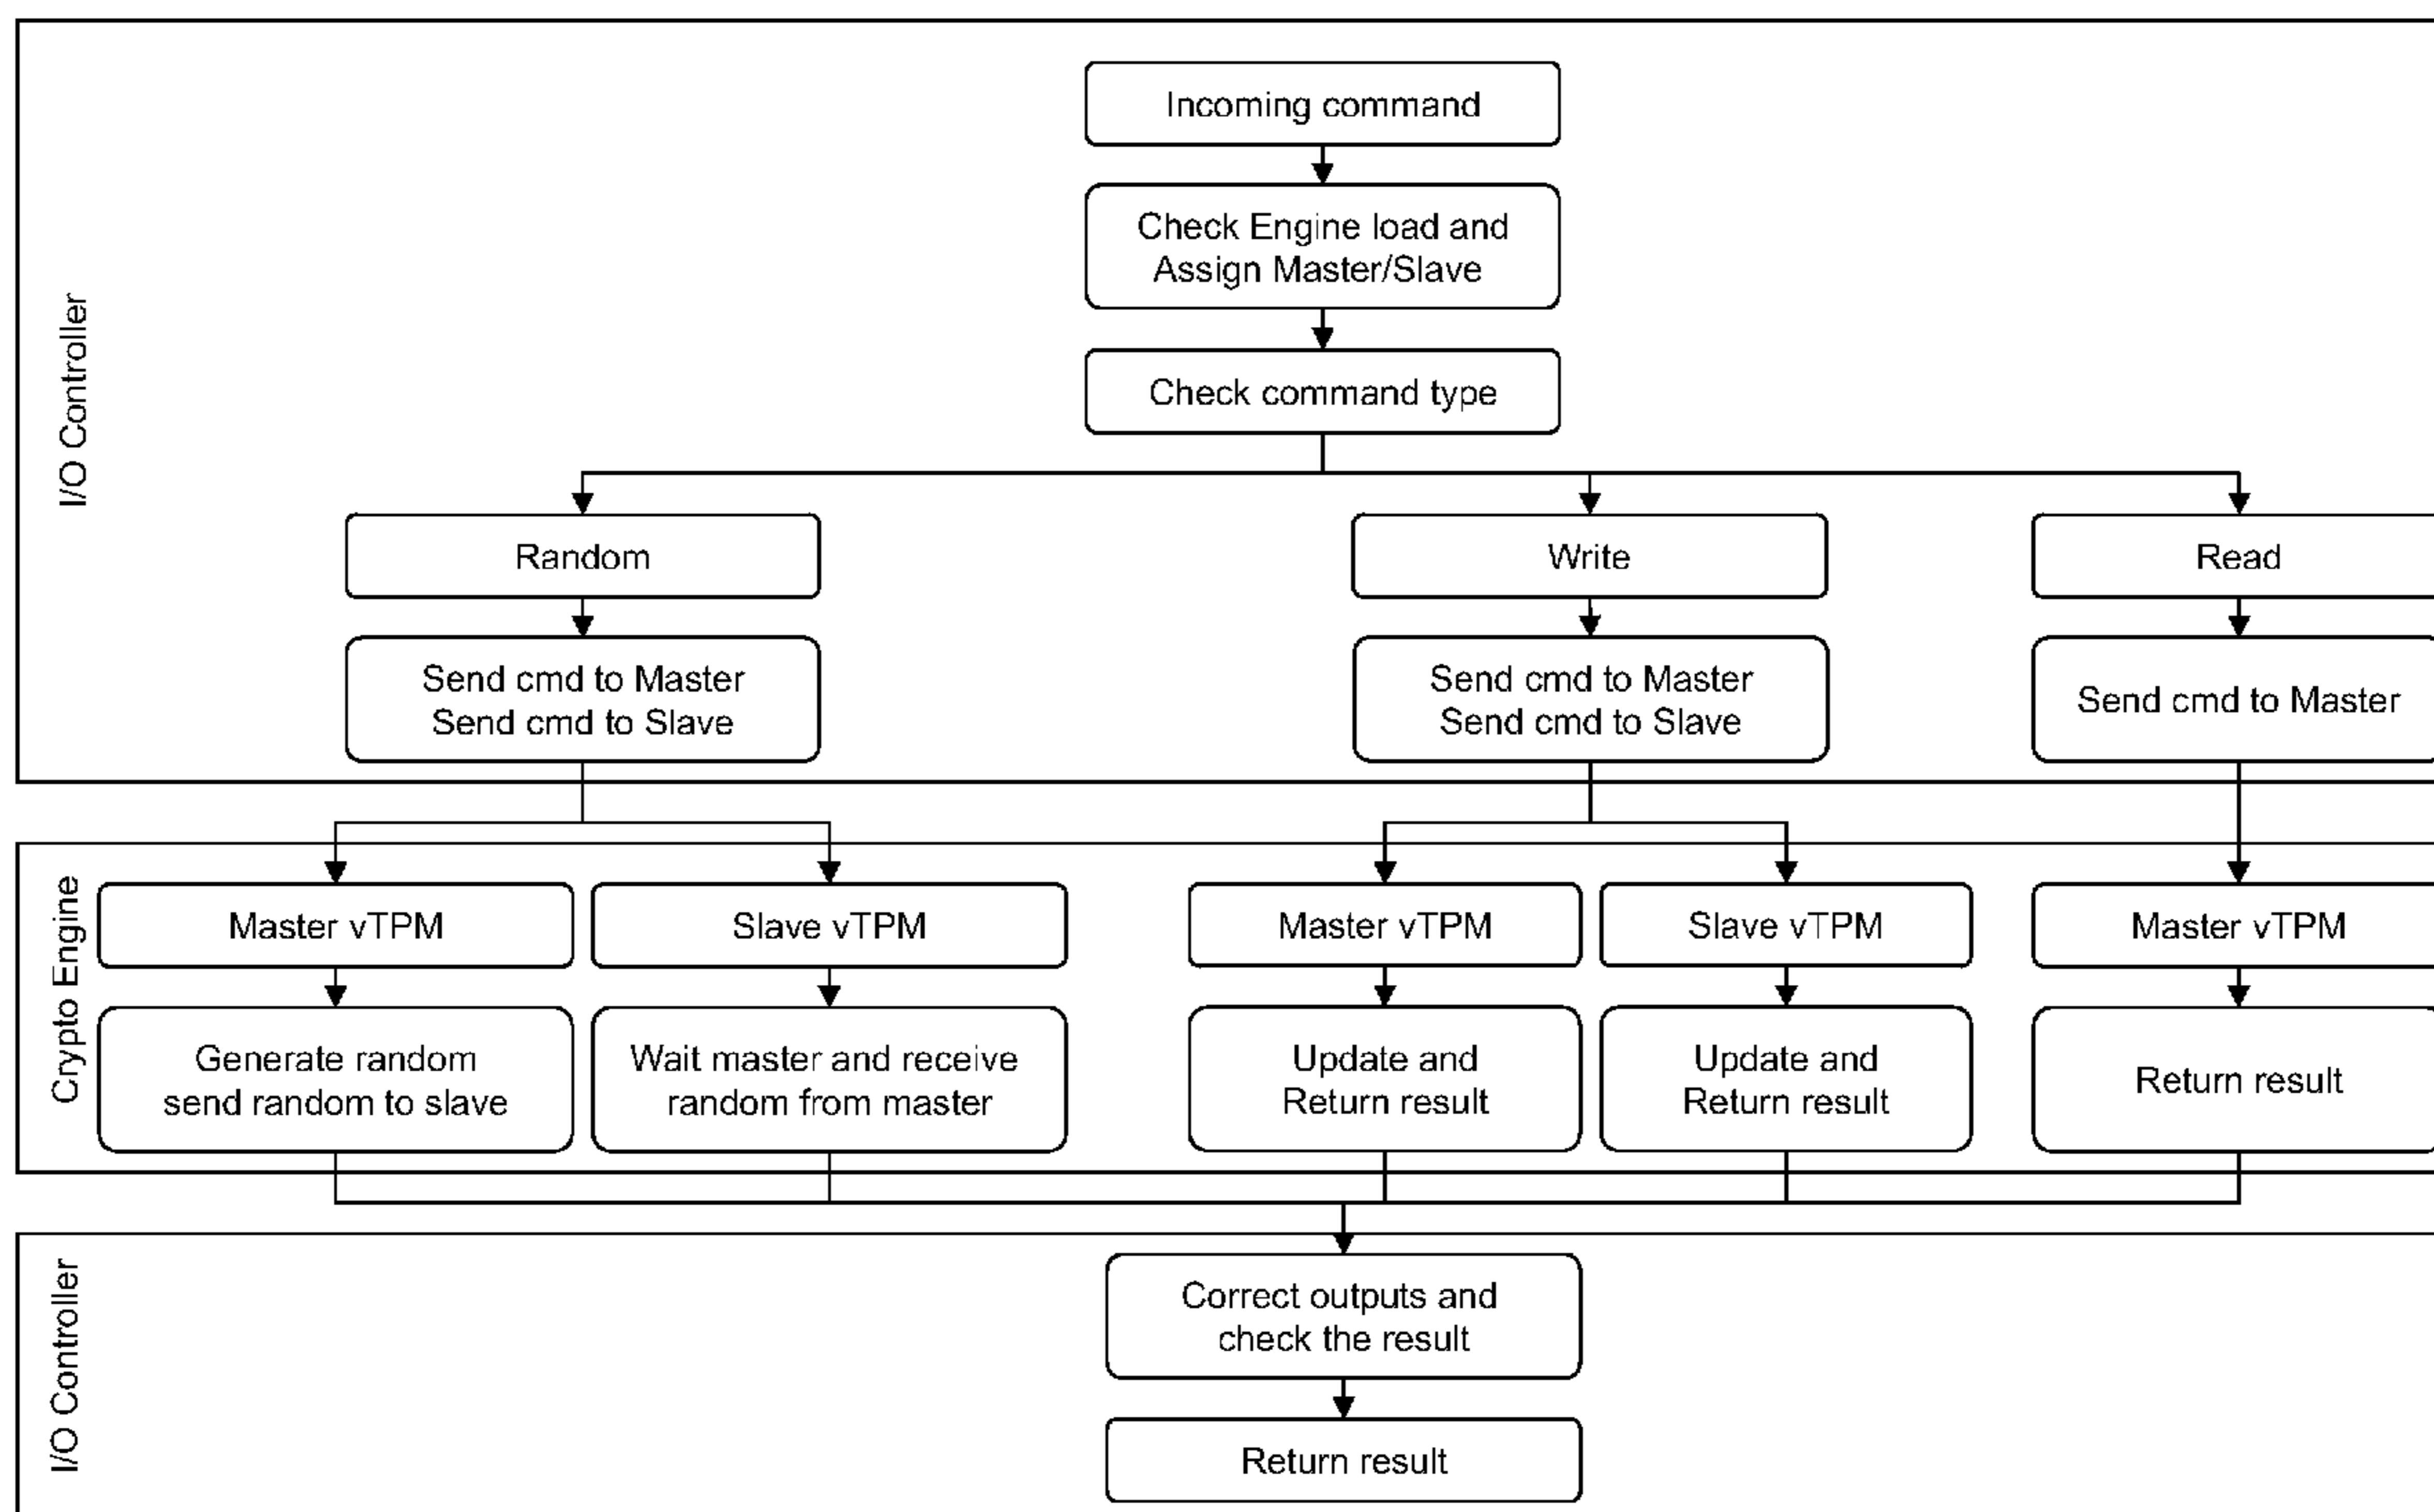 I/O Controller
Incoming command
Check Engine load and
Assign Master/Slave
Check command type
Random
Write
Read
Send cmd to Master
Send cmd to Slave
Send cmd to Master
Send cmd to Slave
Send cmd to Master
Crypto Engine
Master vTPM
Slave vTPM
Master vTPM
Slave vTPM
Master vTPM
Generate random
send random to slave
Wait master and receive
random from master
Update and
Return result
Update and
Return result
Return result
I/O Controller
Correct outputs and
check the result
Return result